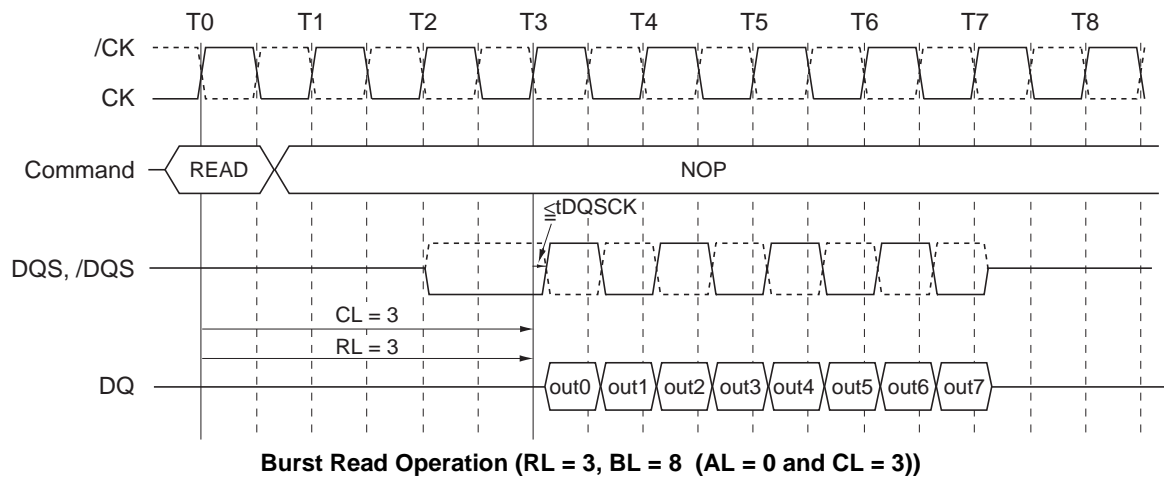 T0 T1 T2 T3 T4 T5 T6 T7 T8
/CK
CK
Command READ NOP
≦tDQSCK
DQS, /DQS
CL = 3
RL = 3
DQ out0 out1 out2 out3 out4 out5 out6 out7
Burst Read Operation (RL = 3, BL = 8 (AL = 0 and CL = 3))